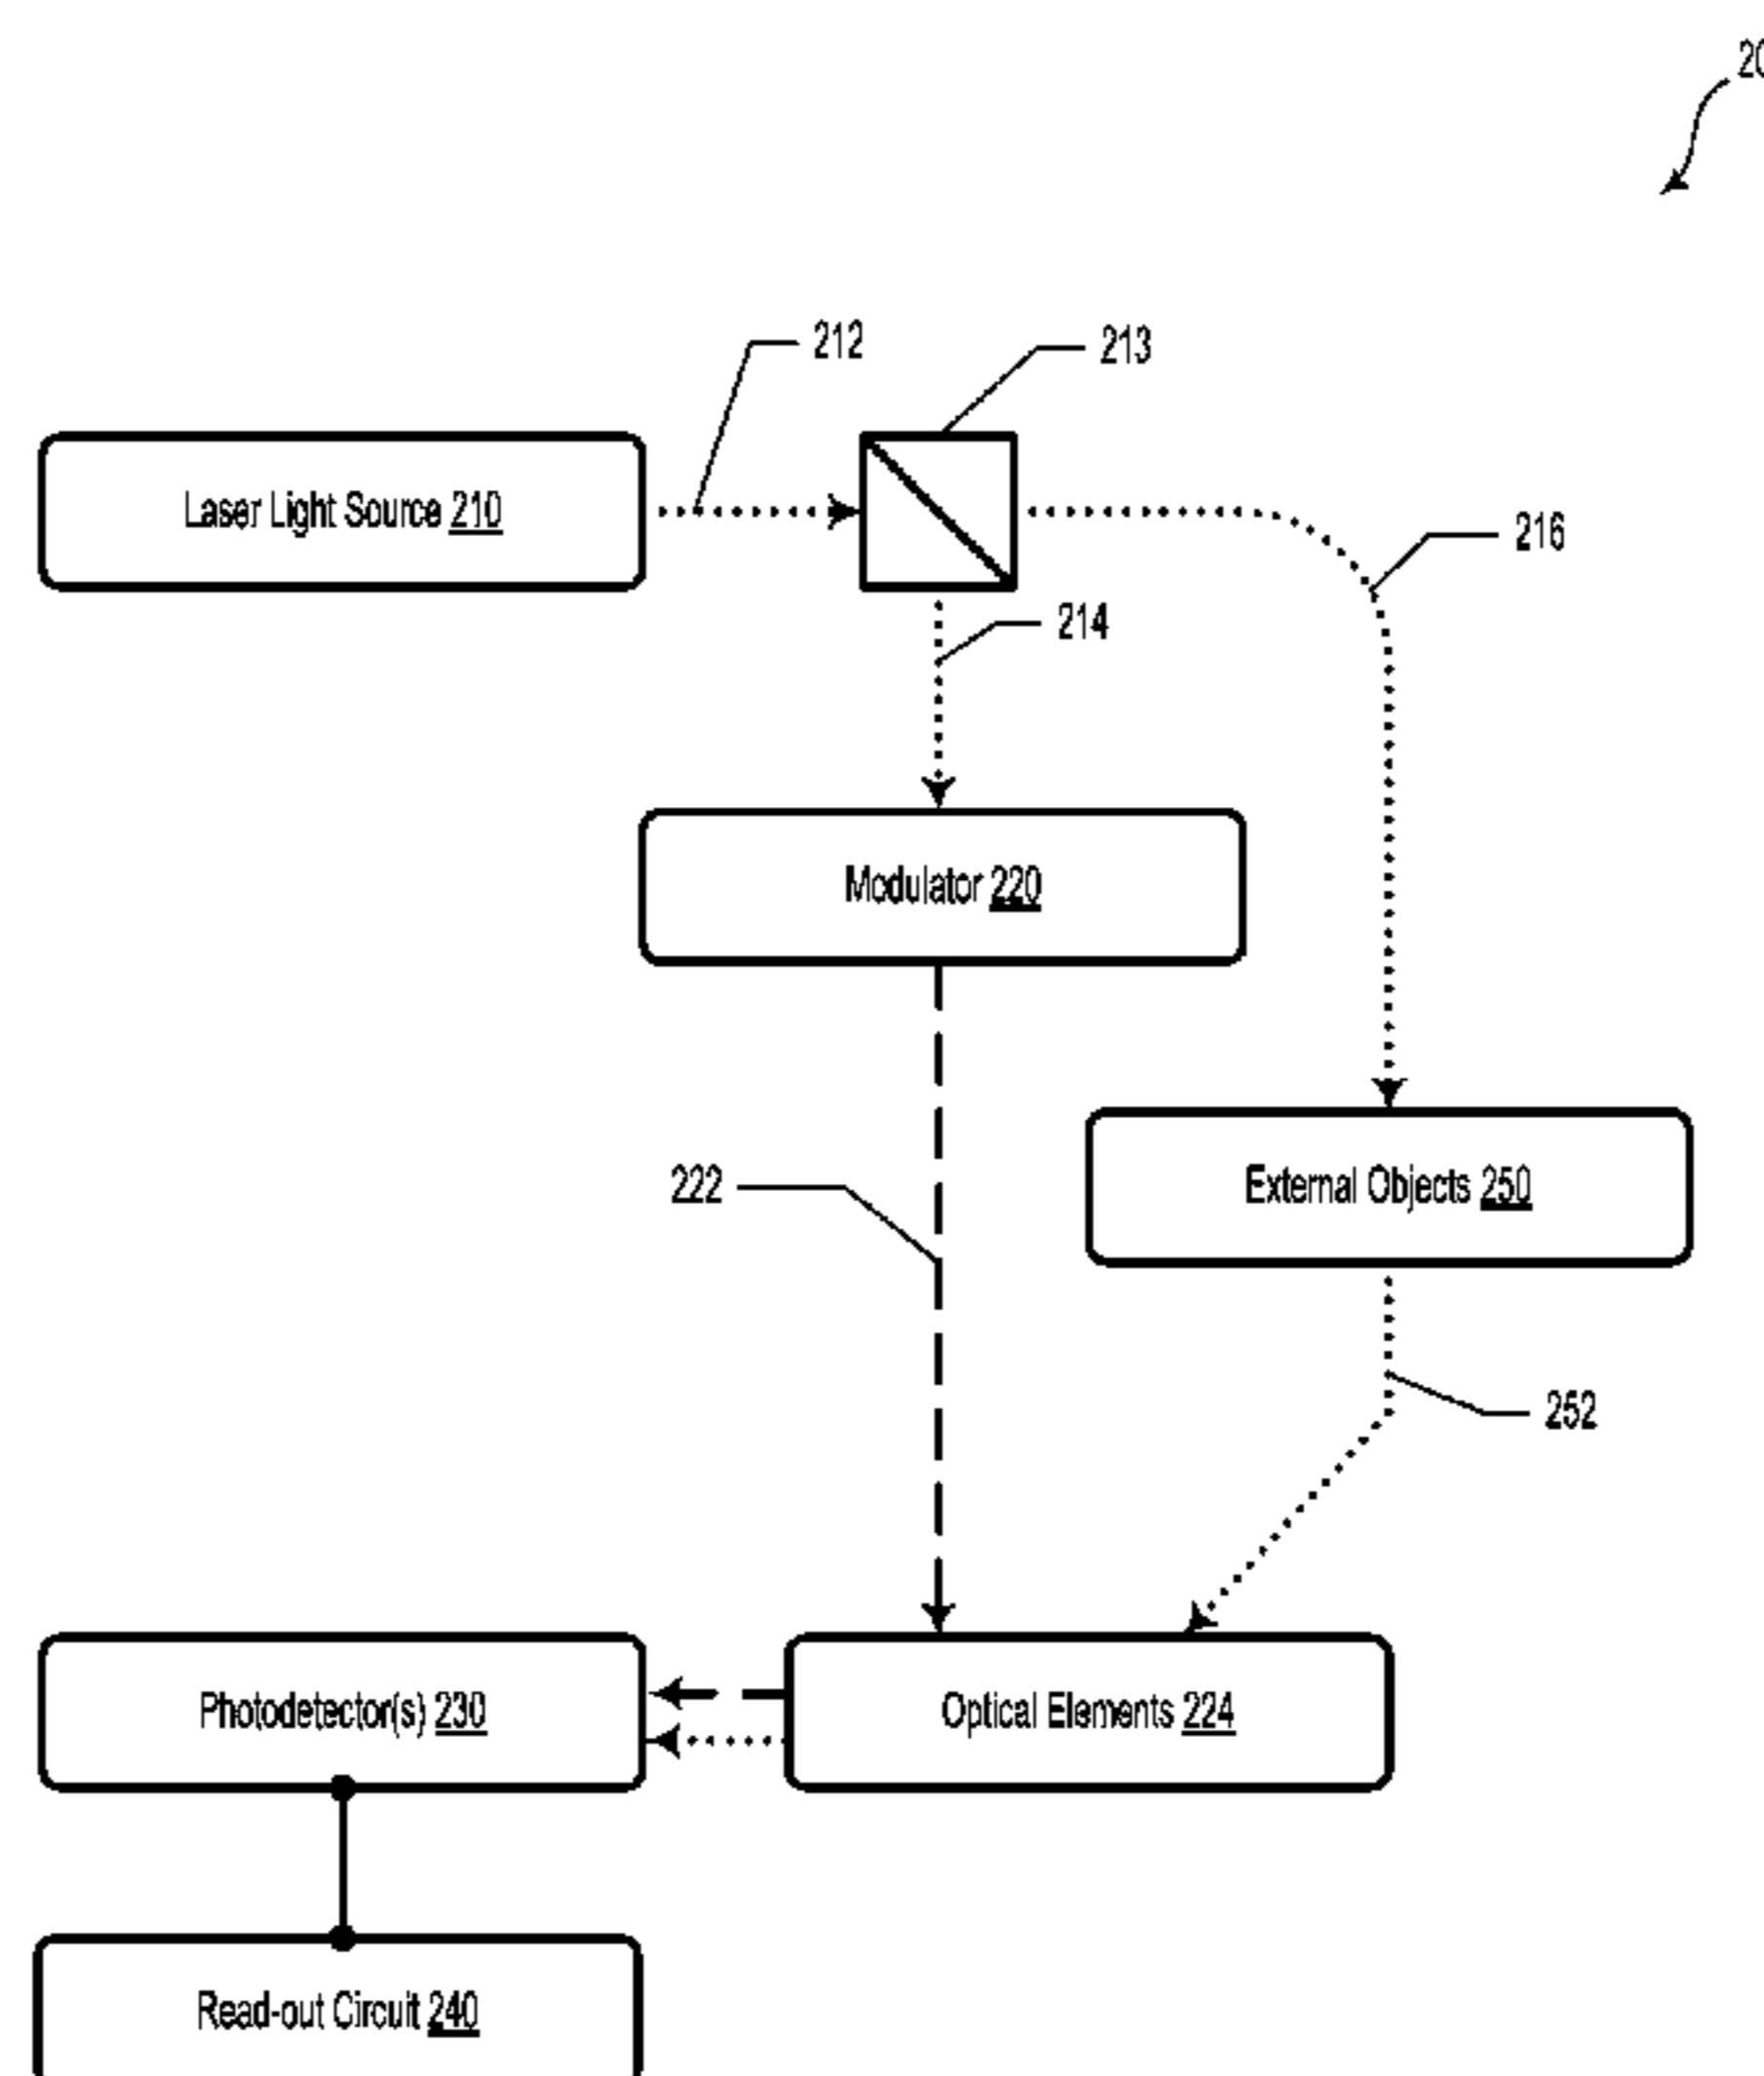 20
212
213
Laser Light Source 210
216
214
Modulator 220
222
External Objects 250
252
Photodetector(s) 230
Optical Elements 224
Read-out Circuit 240